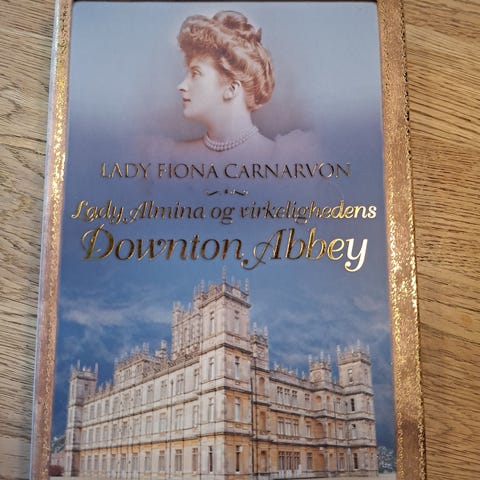 LADY FIONA CARNARVON
Lady Almina og virkelighedens
Downton Abbey